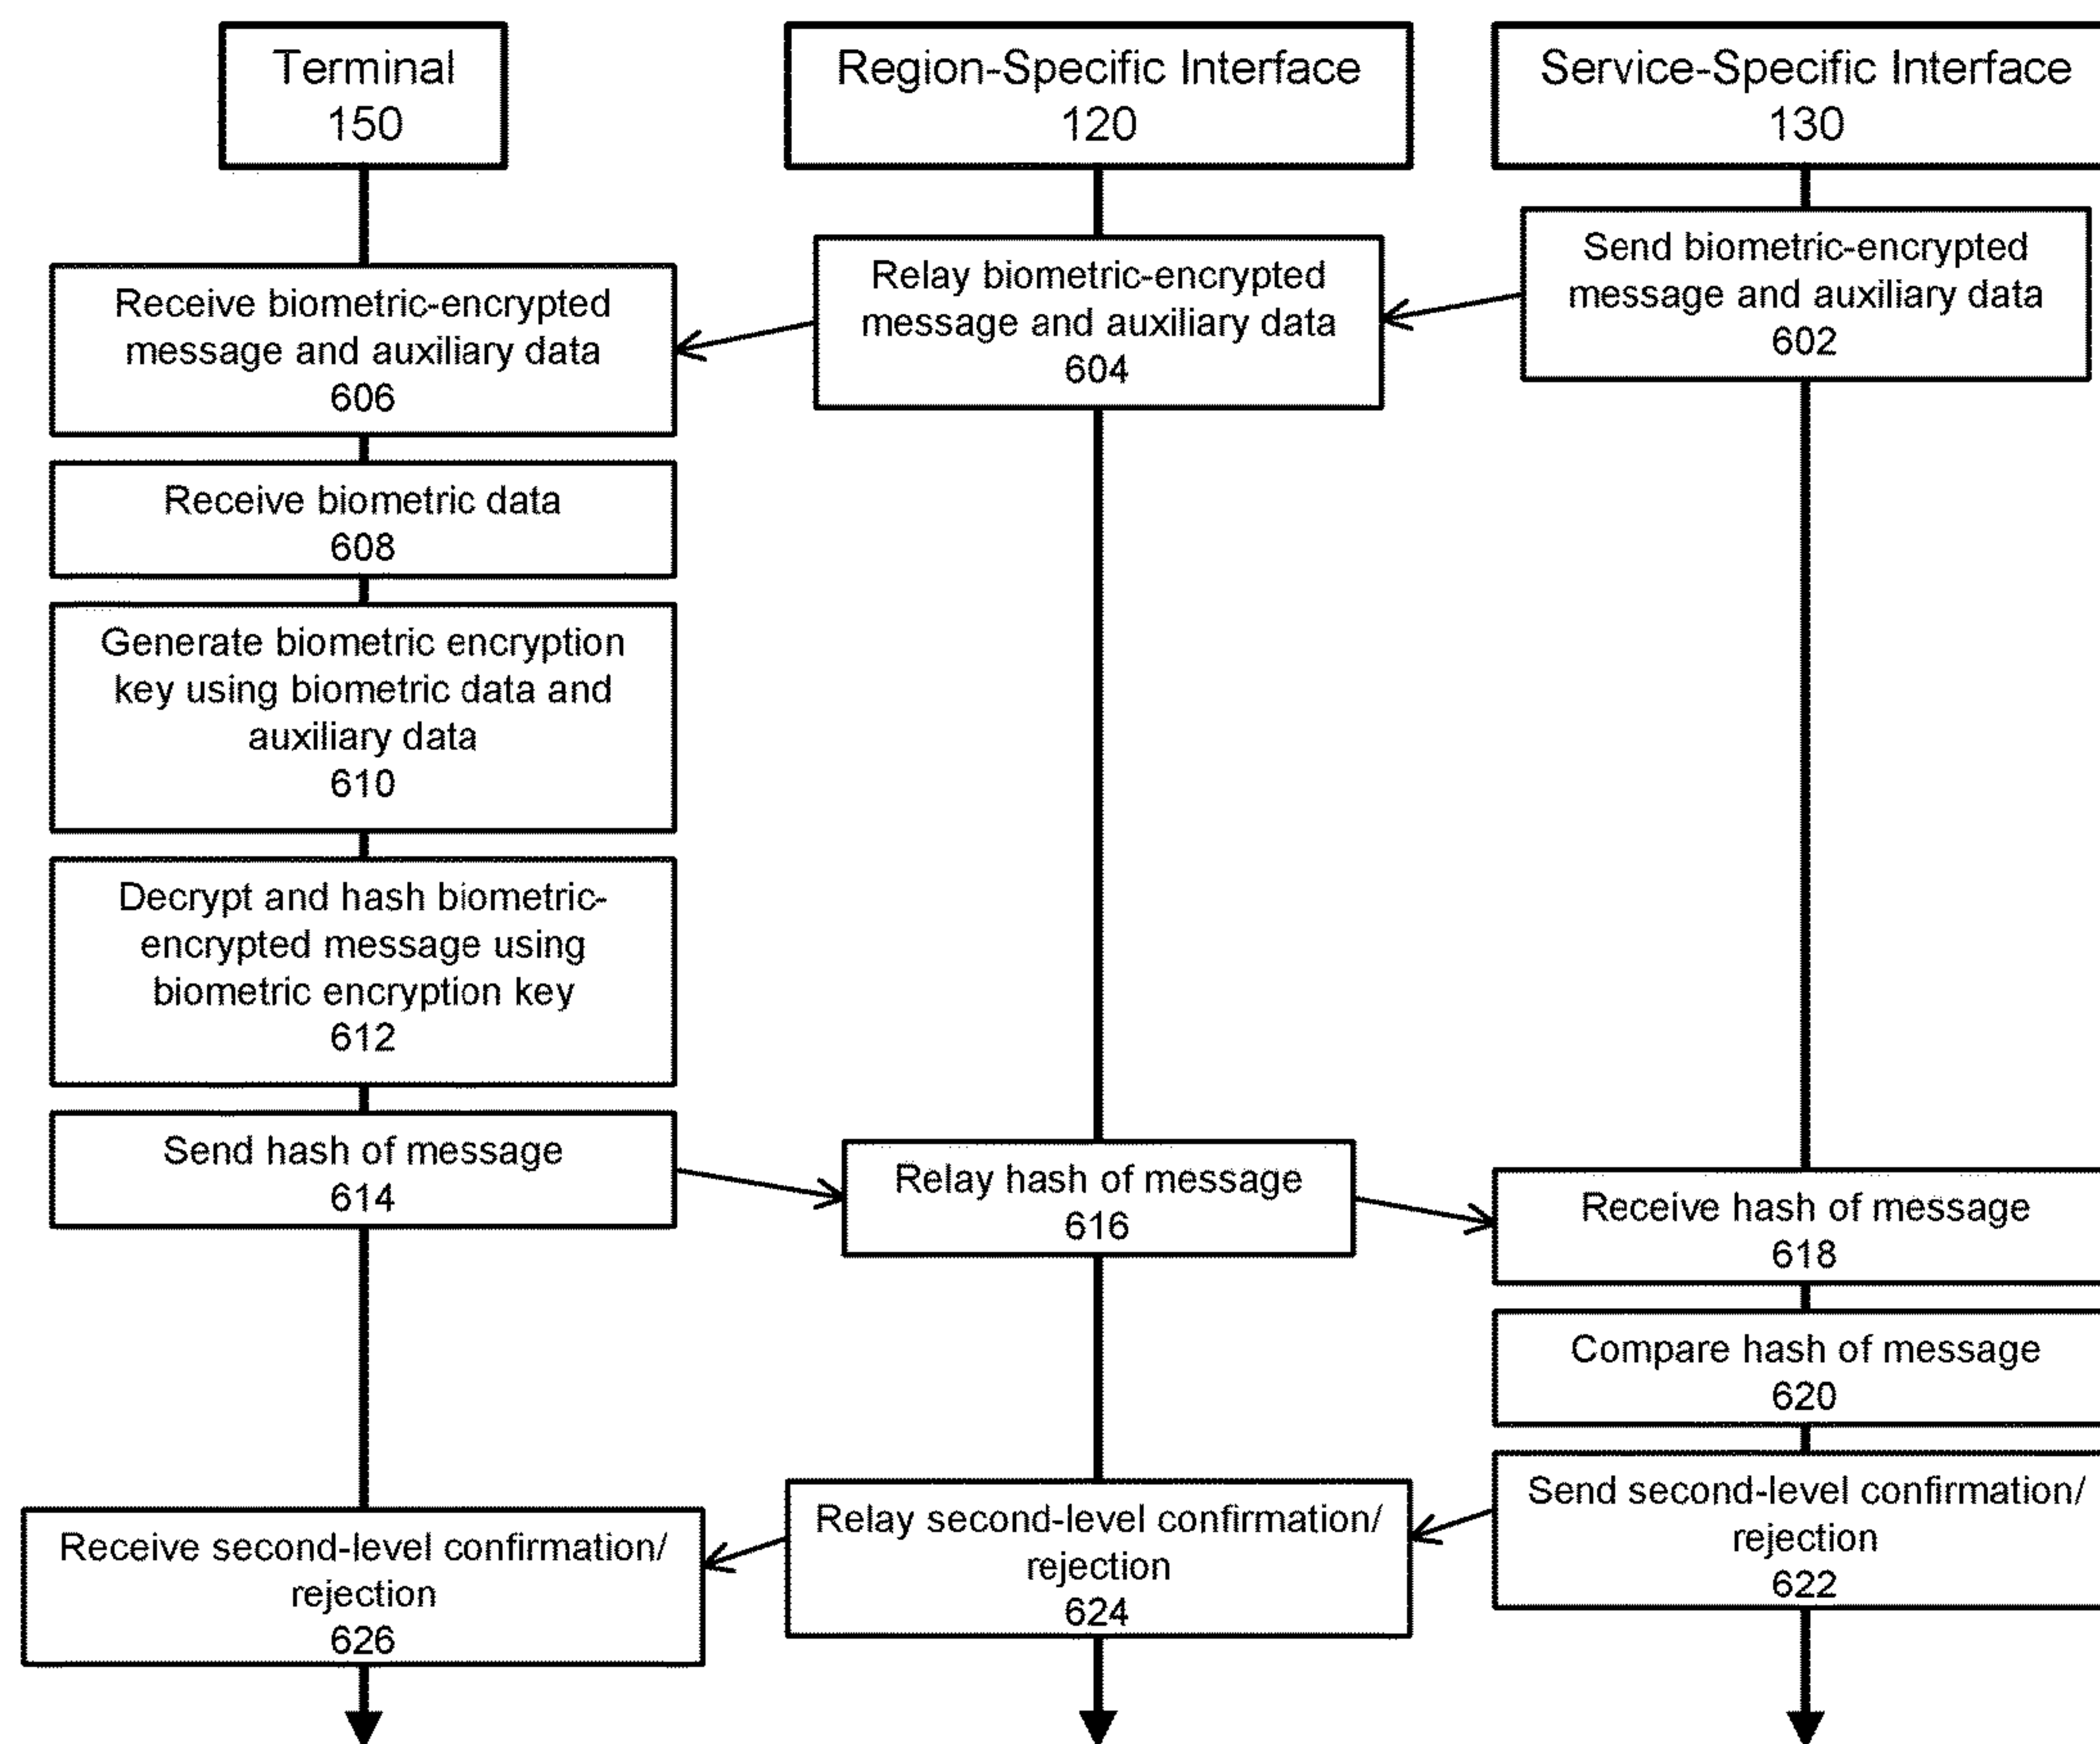 Terminal
150
Region-Specific Interface
120
Service-Specific Interface
130
Send biometric-encrypted
message and auxiliary data
602
Relay biometric-encrypted
message and auxiliary data
604
Receive biometric-encrypted
message and auxiliary data
606
Receive biometric data
608
Generate biometric encryption
key using biometric data and
auxiliary data
610
Decrypt and hash biometric-
encrypted message using
biometric encryption key
612
Send hash of message
614
Relay hash of message
616
Receive hash of message
618
Compare hash of message
620
Send second-level confirmation/
rejection
622
Relay second-level confirmation/
rejection
624
Receive second-level confirmation/
rejection
626